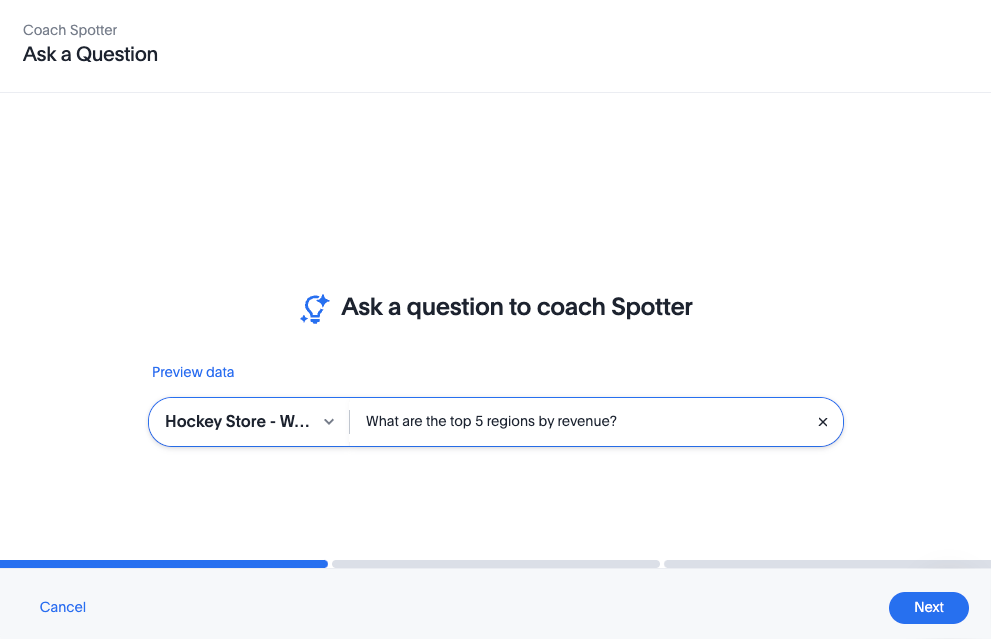 Coach Spotter
Ask a Question
Ask a question to coach Spotter
Preview data
Hockey Store - W... What are the top 5 regions by revenue?
Cancel Next